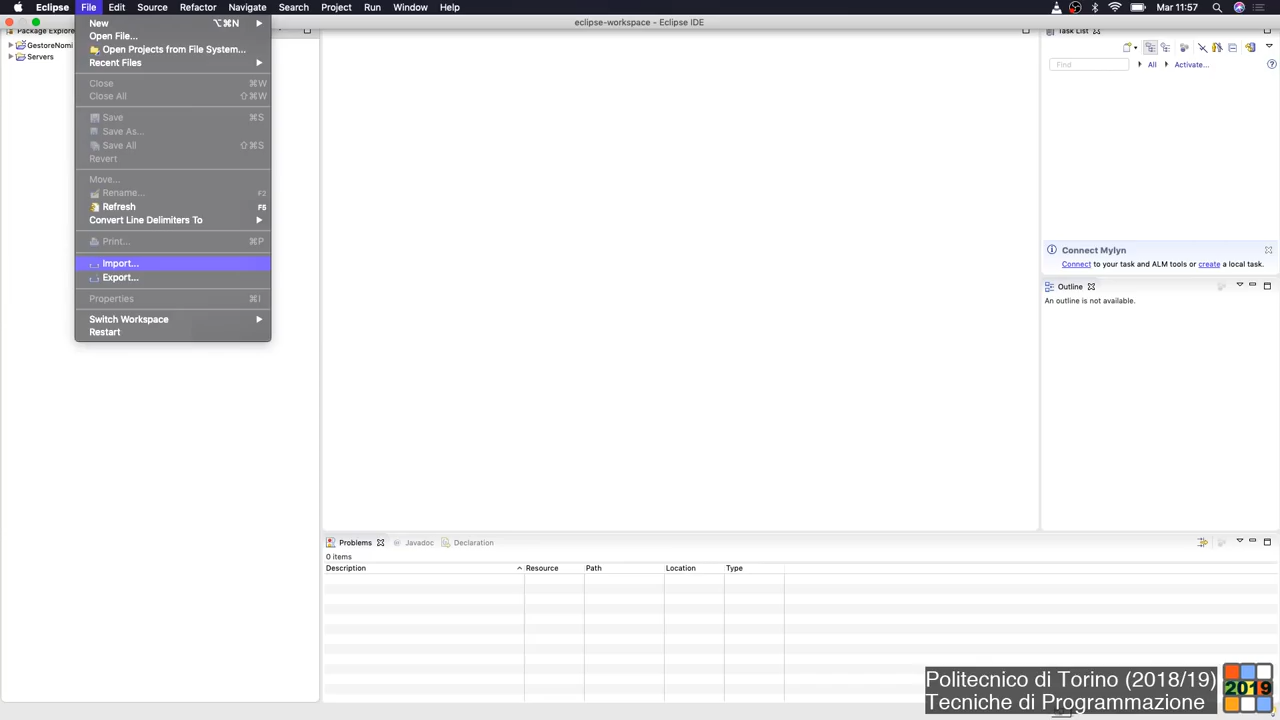 Eclipse File Edit Source Refactor Navigate Search Project Run Window Help Mar 11:57
eclipse-workspace - Eclipse IDE
Package Explore
GestoreNomi
Servers
New ⌥⌘N
Open File...
Open Projects from File System...
Recent Files
Close ⌘W
Close All ⇧⌘W
Save ⌘S
Save As...
Save All ⇧⌘S
Revert
Move...
Rename... F2
Refresh F5
Convert Line Delimiters To
Print... ⌘P
Import...
Export...
Properties ⌘I
Switch Workspace
Restart
Task List
Find All Activate...
Connect Mylyn
Connect to your task and ALM tools or create a local task.
Outline
An outline is not available.
Problems Javadoc Declaration
0 items
Description Resource Path Location Type
Politecnico di Torino (2018/19)
Tecniche di Programmazione
2019